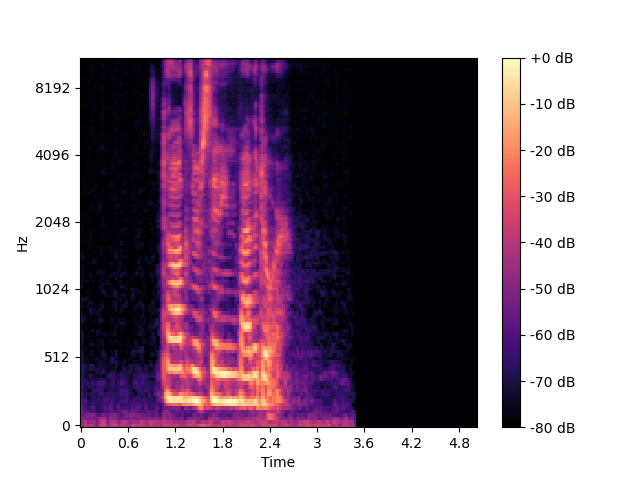 +0 dB
8192
-10 dB
4096
-20 dB
-30 dB
2048
Hz
-40 dB
1024
-50 dB
512
-60 dB
-70 dB
0
-80 dB
0 0.6 1.2 1.8 2.4 3 3.6 4.2 4.8
Time